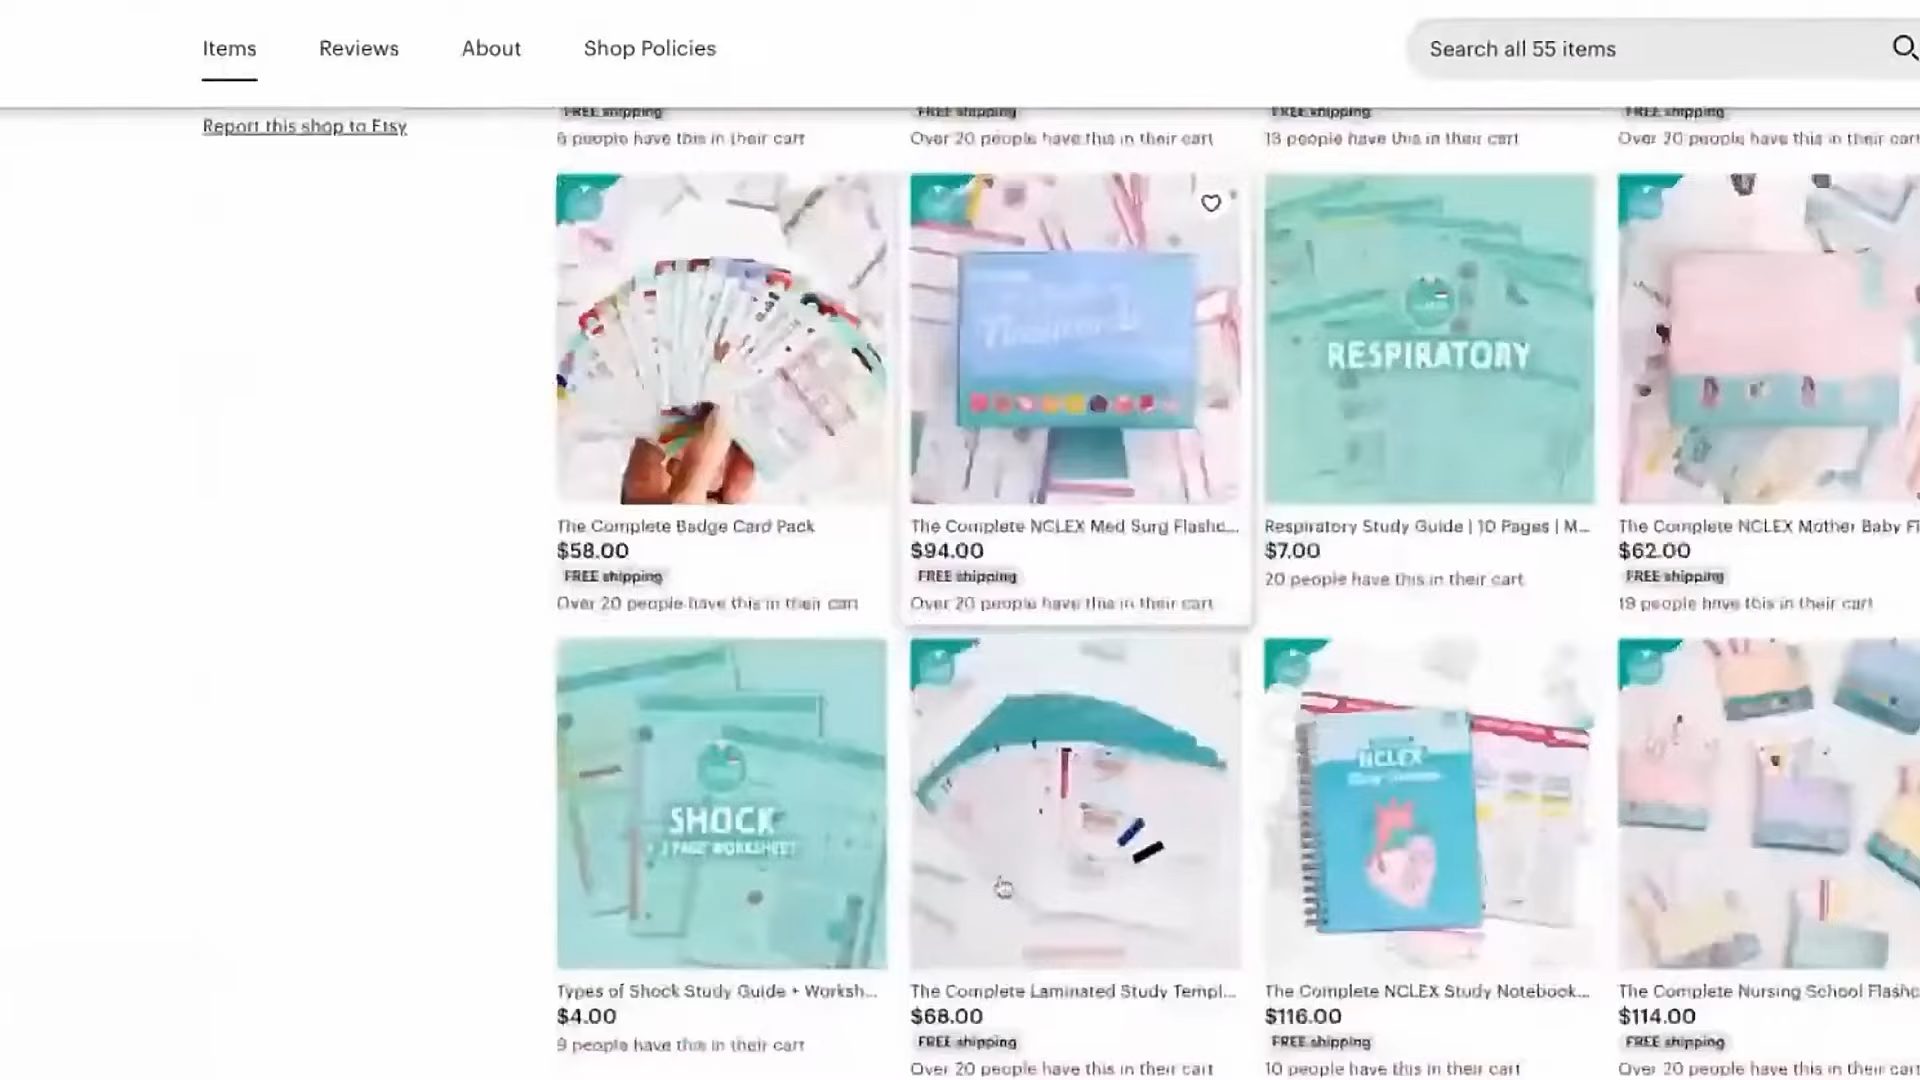 Items
Reviews
About
Shop Policies
Search all 55 items
Report this shop to Etsy
FREE shipping
FREE shipping
FREE shipping
FREE shipping
6 people have this in their cart
Over 20 people have this in their cart
13 people have this in their cart
Over 20 people have this in their cart
RESPIRATORY
The Complete Badge Card Pack
The Complete NCLEX Med Surg Flashc...
Respiratory Study Guide | 10 Pages | M...
The Complete NCLEX Mother Baby Fl
$58.00
$94.00
$7.00
$62.00
FREE shipping
FREE shipping
20 people have this in their cart
FREE shipping
Over 20 people have this in their cart
Over 20 people have this in their cart
19 people have this in their cart
SHOCK
+ 3 PAGE WORKSHEET
NCLEX
Types of Shock Study Guide + Worksh...
The Complete Laminated Study Templ...
The Complete NCLEX Study Notebook...
The Complete Nursing School Flashc
$4.00
$68.00
$116.00
$114.00
9 people have this in their cart
FREE shipping
FREE shipping
FREE shipping
Over 20 people have this in their cart
10 people have this in their cart
Over 20 people have this in their cart